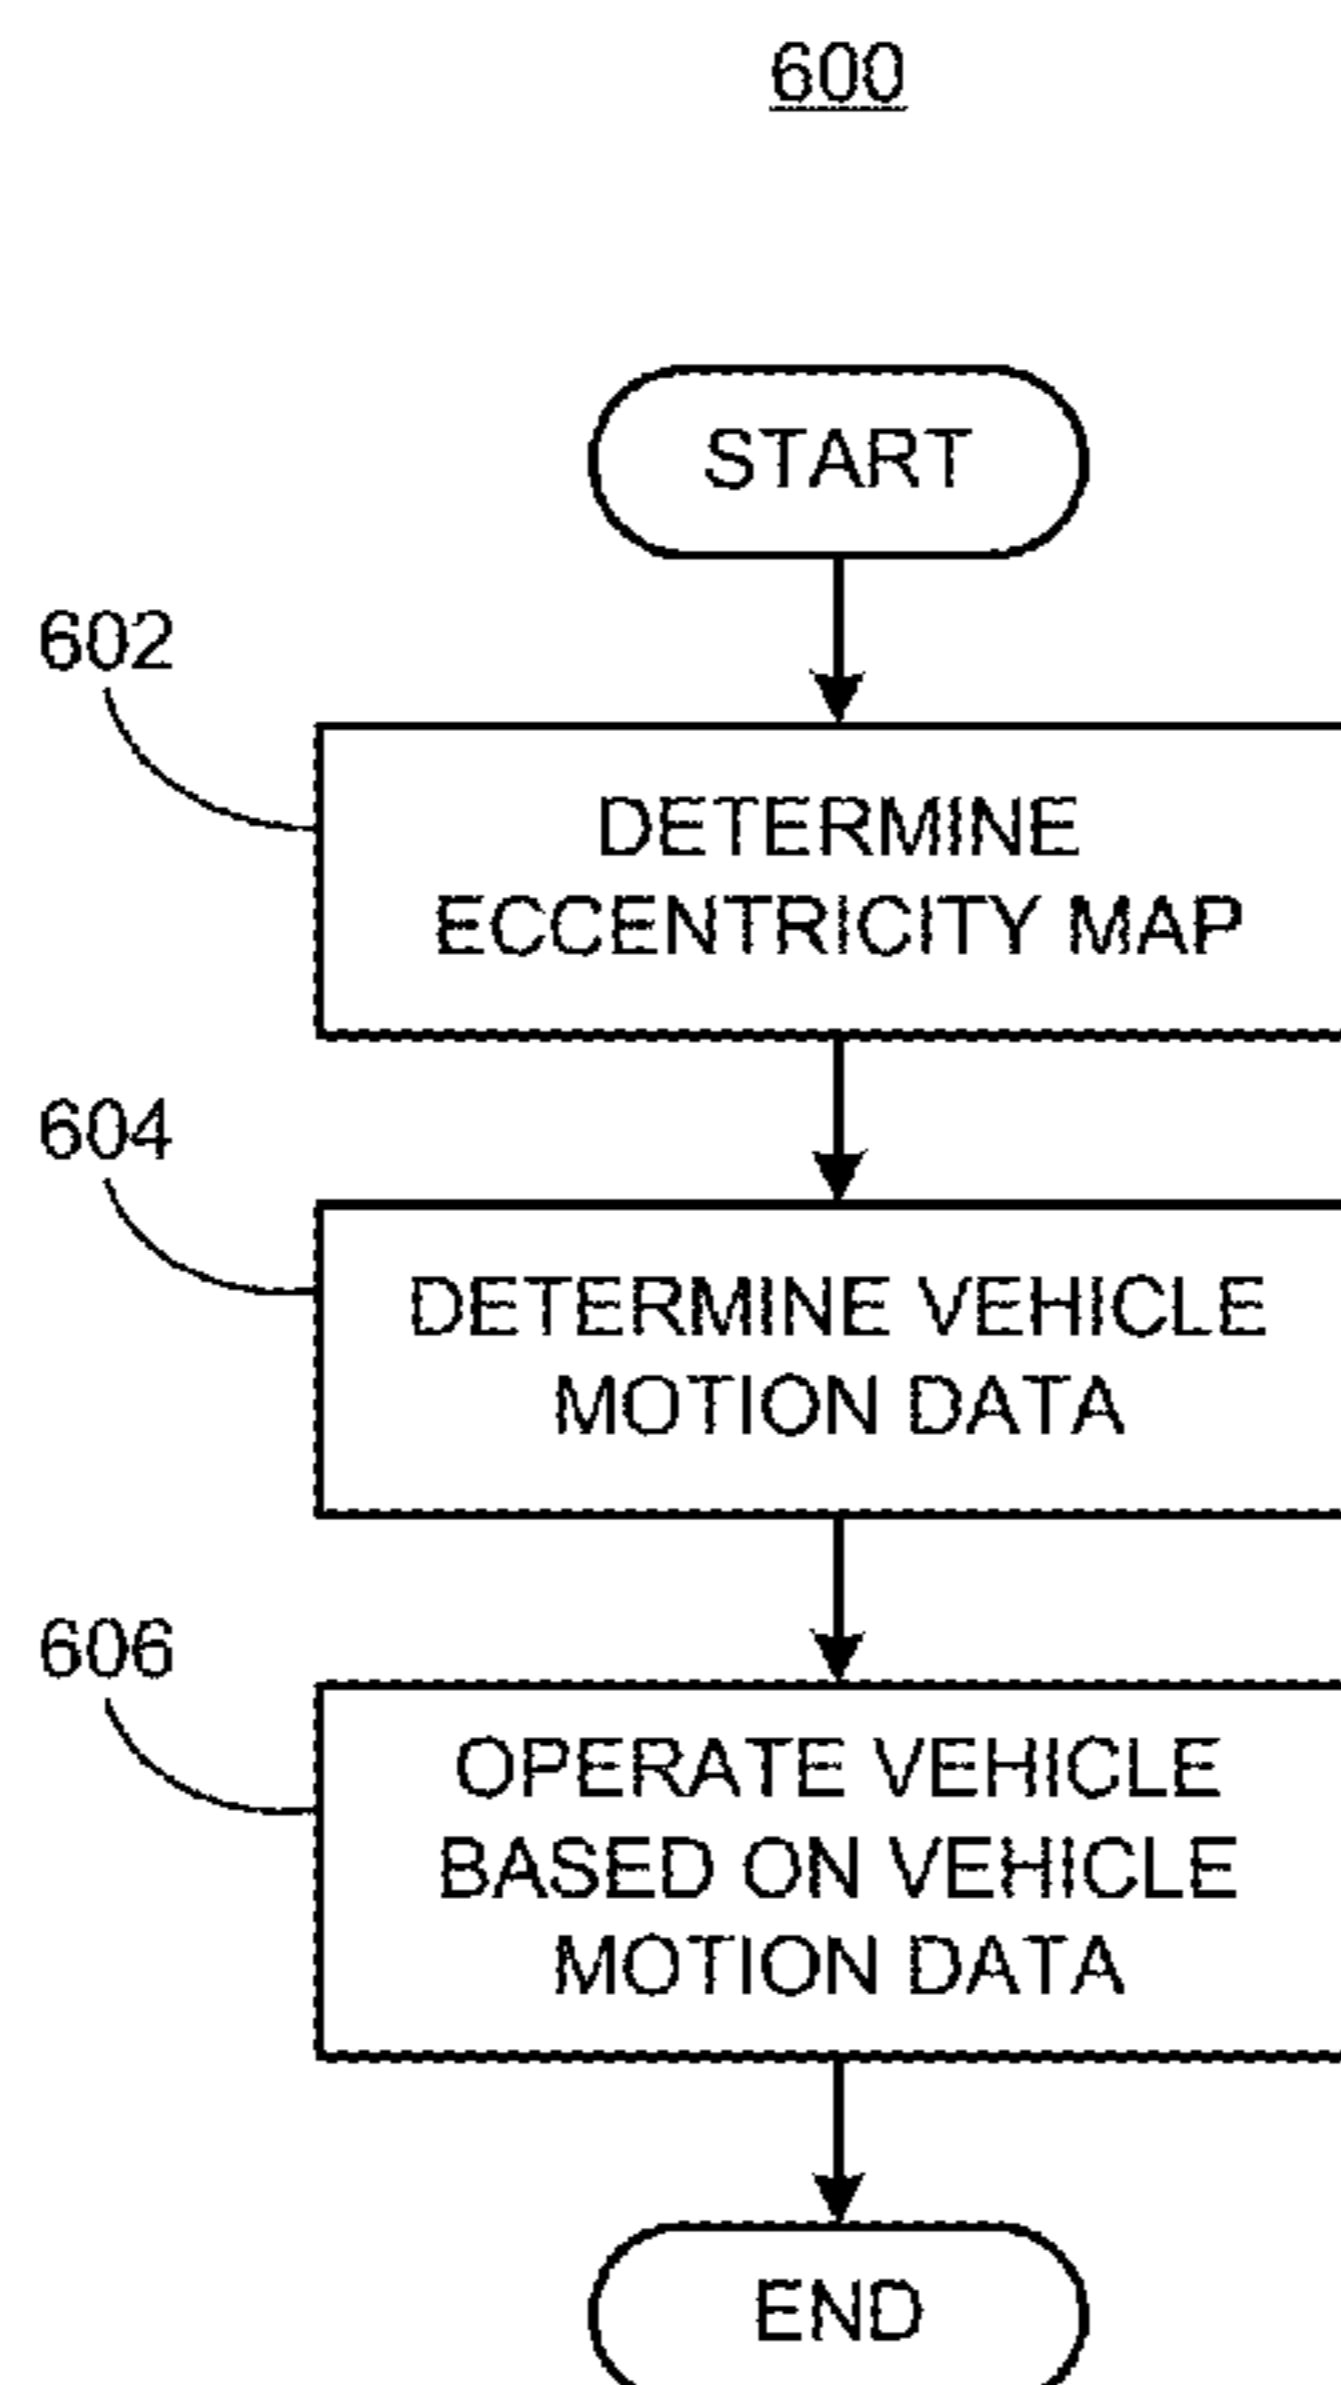 600
START
602
DETERMINE
ECCENTRICITY MAP
604
DETERMINE VEHICLE
MOTION DATA
606
OPERATE VEHICLE
BASED ON VEHICLE
MOTION DATA
END